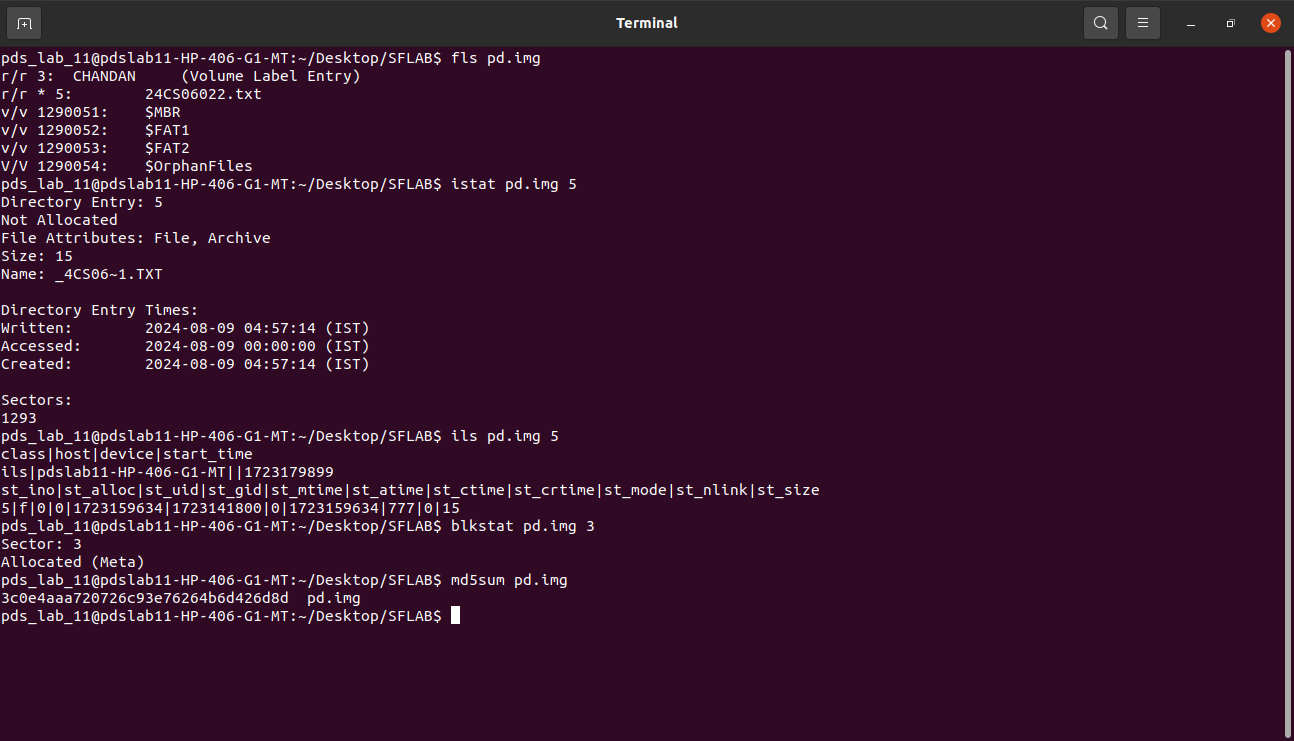 Terminal
pds_lab_11@pdslab11-HP-406-G1-MT:~/Desktop/SFLAB$ fls pd.img
r/r 3:  CHANDAN     (Volume Label Entry)
r/r * 5:        24CS06022.txt
v/v 1290051:    $MBR
v/v 1290052:    $FAT1
v/v 1290053:    $FAT2
V/V 1290054:    $OrphanFiles
pds_lab_11@pdslab11-HP-406-G1-MT:~/Desktop/SFLAB$ istat pd.img 5
Directory Entry: 5
Not Allocated
File Attributes: File, Archive
Size: 15
Name: _4CS06~1.TXT
Directory Entry Times:
Written:        2024-08-09 04:57:14 (IST)
Accessed:       2024-08-09 00:00:00 (IST)
Created:        2024-08-09 04:57:14 (IST)
Sectors:
1293
pds_lab_11@pdslab11-HP-406-G1-MT:~/Desktop/SFLAB$ ils pd.img 5
class|host|device|start_time
ils|pdslab11-HP-406-G1-MT||1723179899
st_ino|st_alloc|st_uid|st_gid|st_mtime|st_atime|st_ctime|st_crtime|st_mode|st_nlink|st_size
5|f|0|0|1723159634|1723141800|0|1723159634|777|0|15
pds_lab_11@pdslab11-HP-406-G1-MT:~/Desktop/SFLAB$ blkstat pd.img 3
Sector: 3
Allocated (Meta)
pds_lab_11@pdslab11-HP-406-G1-MT:~/Desktop/SFLAB$ md5sum pd.img
3c0e4aaa720726c93e76264b6d426d8d  pd.img
pds_lab_11@pdslab11-HP-406-G1-MT:~/Desktop/SFLAB$